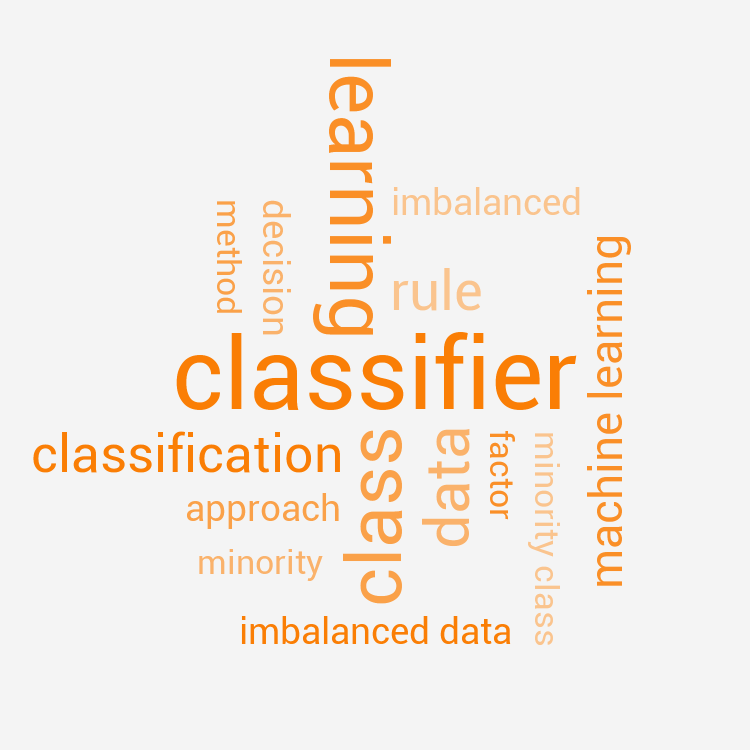 learning
imbalanced
method
decision
rule
machine learning
classifier
classification
class
data
factor
minority class
approach
minority
imbalanced data